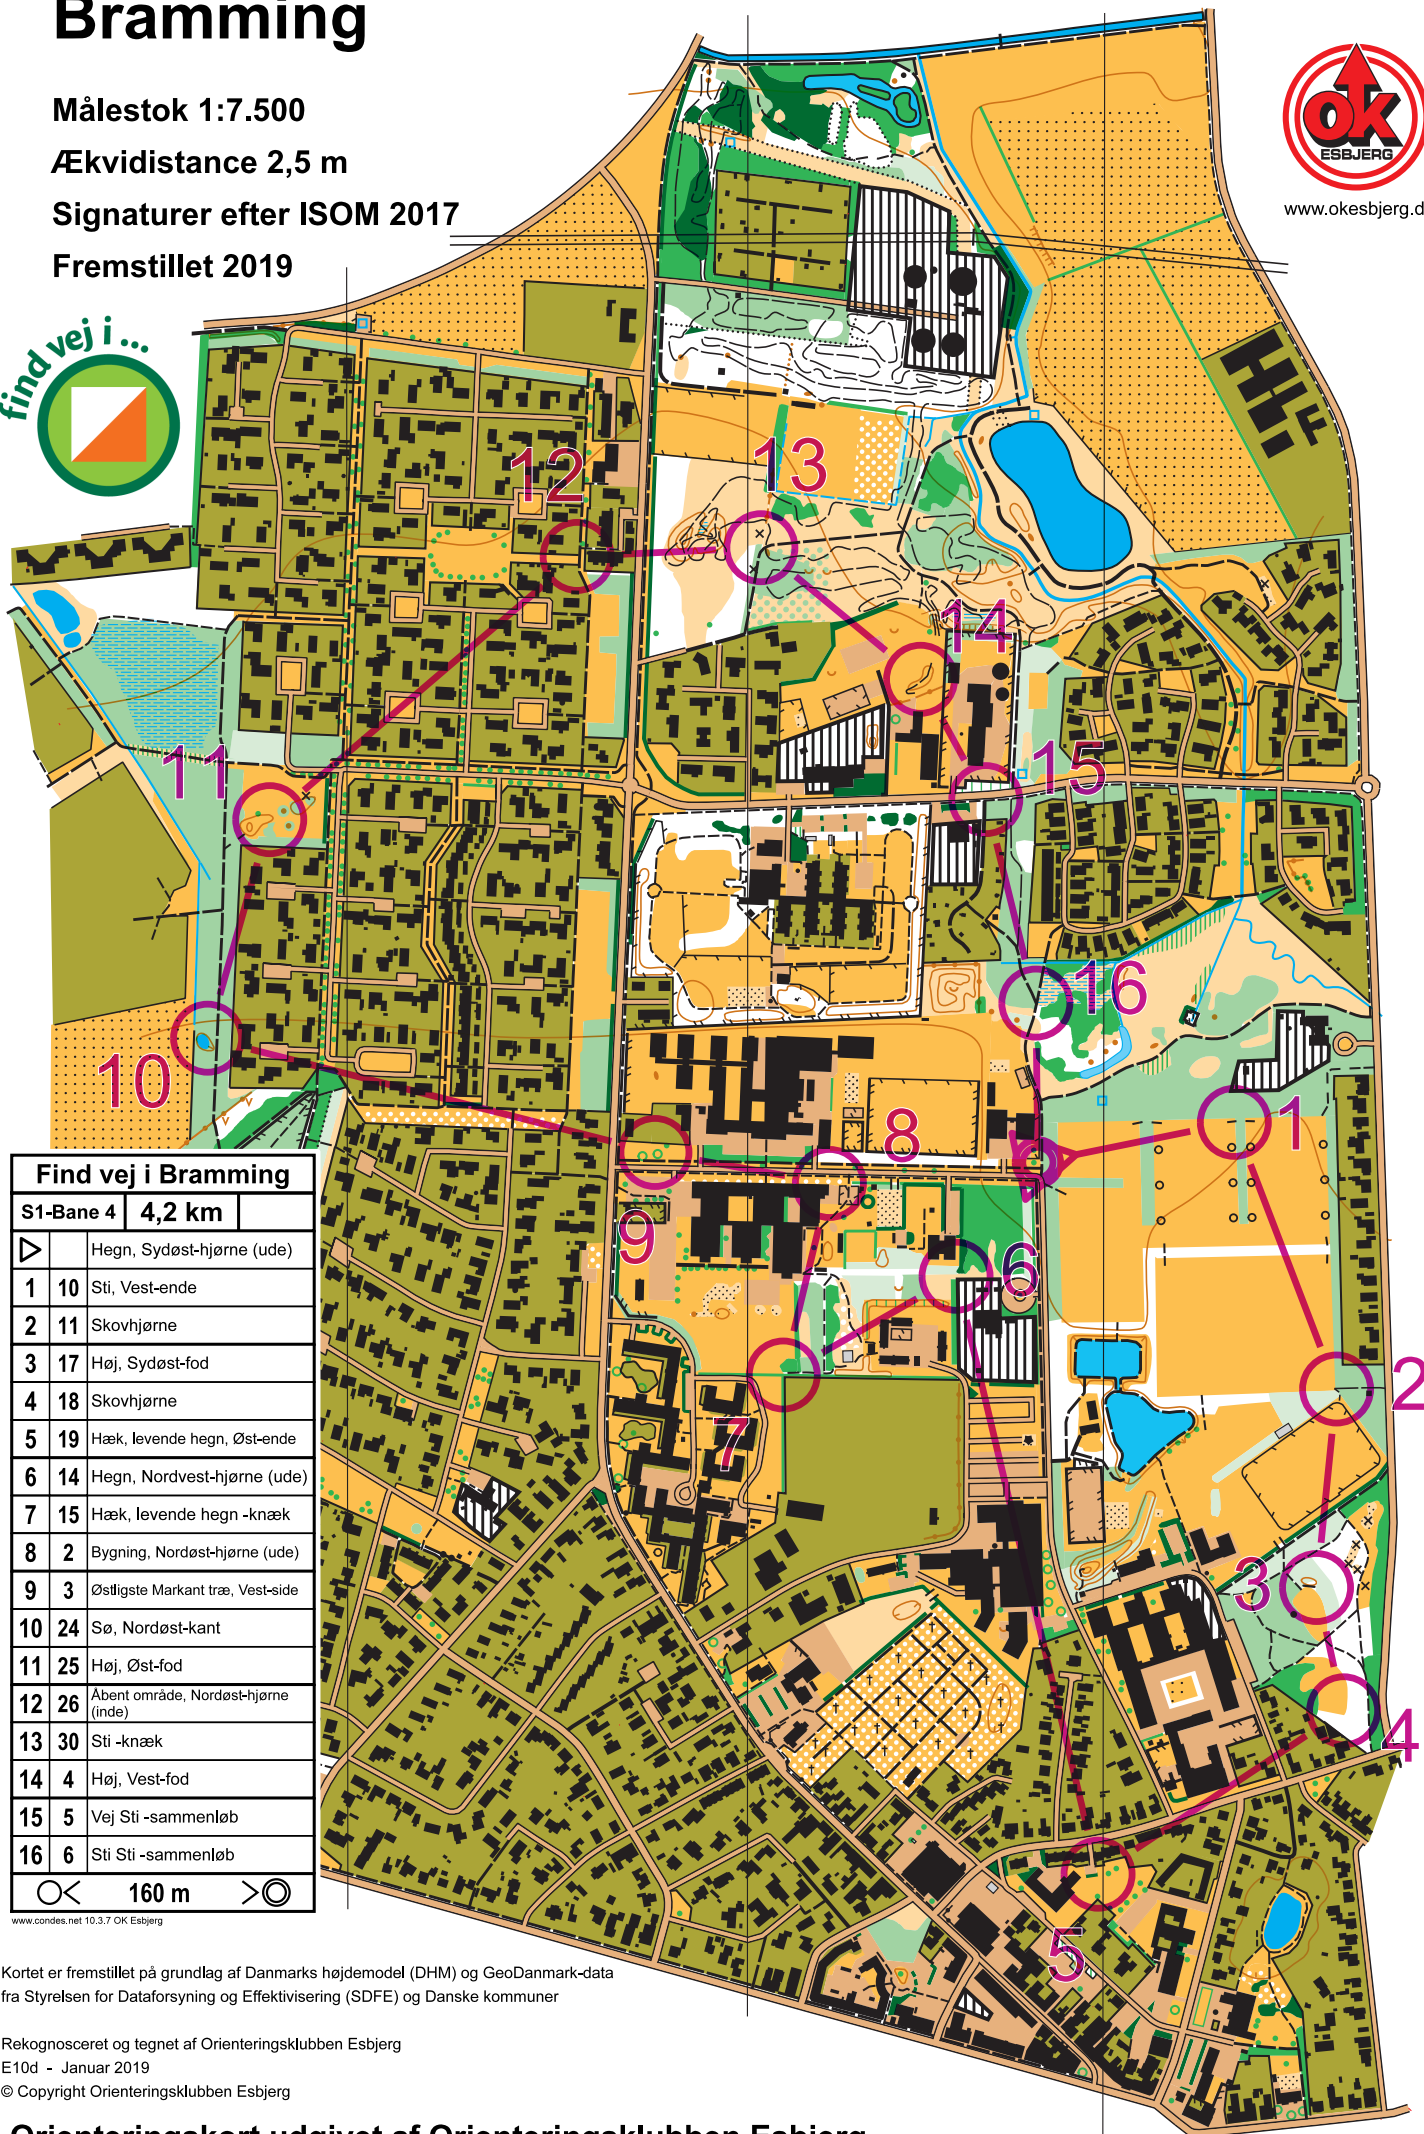 Bramming
Målestok 1:7.500
Ækvidistance 2,5 m
Signaturer efter ISOM 2017
Fremstillet 2019
ok
ESBJERG
www.okesbjerg.d
find vej i ...
12
13
14
11
15
16
10
1
8
9
6
2
7
3
4
5
Find vej i Bramming
S1-Bane 4 4,2 km
Hegn, Sydøst-hjørne (ude)
1 10 Sti, Vest-ende
2 11 Skovhjørne
3 17 Høj, Sydøst-fod
4 18 Skovhjørne
5 19 Hæk, levende hegn, Øst-ende
6 14 Hegn, Nordvest-hjørne (ude)
7 15 Hæk, levende hegn -knæk
8 2 Bygning, Nordøst-hjørne (ude)
9 3 Østligste Markant træ, Vest-side
10 24 Sø, Nordøst-kant
11 25 Høj, Øst-fod
12 26 Åbent område, Nordøst-hjørne
(inde)
13 30 Sti -knæk
14 4 Høj, Vest-fod
15 5 Vej Sti -sammenløb
16 6 Sti Sti -sammenløb
160 m
www.condes.net 10.3.7 OK Esbjerg
Kortet er fremstillet på grundlag af Danmarks højdemodel (DHM) og GeoDanmark-data
fra Styrelsen for Dataforsyning og Effektivisering (SDFE) og Danske kommuner
Rekognosceret og tegnet af Orienteringsklubben Esbjerg
E10d - Januar 2019
© Copyright Orienteringsklubben Esbjerg
Orienteringskort udgivet af Orienteringsklubben Esbjerg